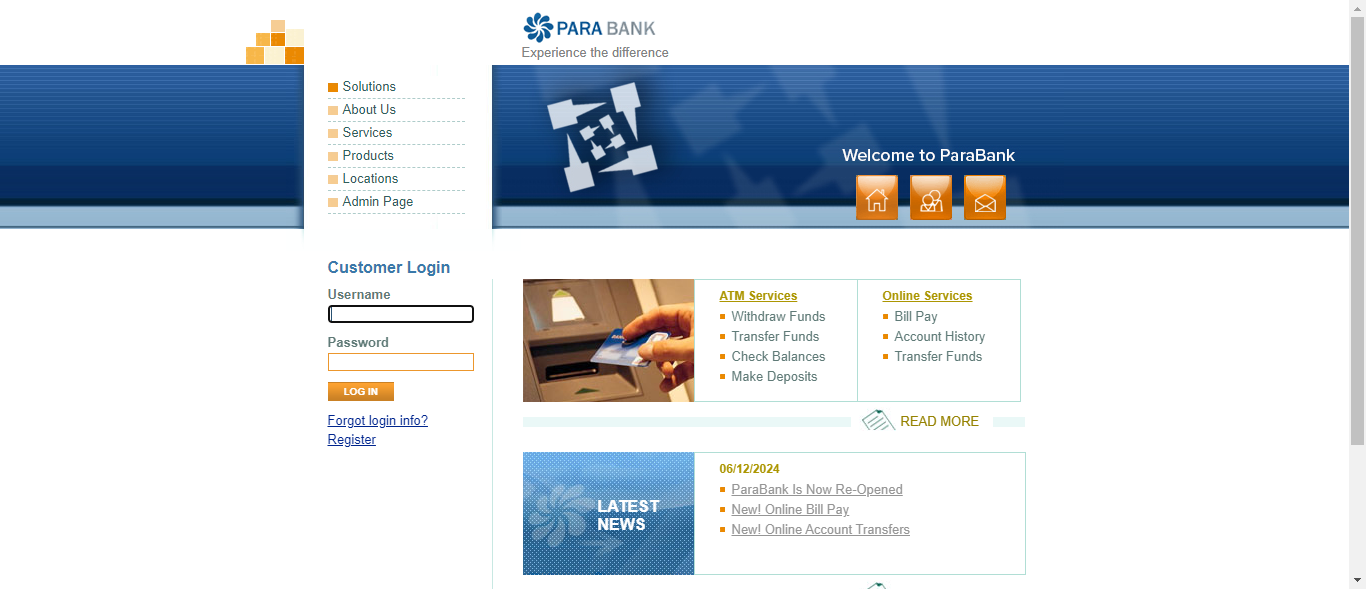 PARA BANK
Experience the difference
Solutions
About Us
Services
Products
Locations
Admin Page
Welcome to ParaBank
Customer Login
Username
Password
LOG IN
Forgot login info?
Register
ATM Services
Withdraw Funds
Transfer Funds
Check Balances
Make Deposits
Online Services
Bill Pay
Account History
Transfer Funds
READ MORE
LATEST
NEWS
06/12/2024
ParaBank Is Now Re-Opened
New! Online Bill Pay
New! Online Account Transfers